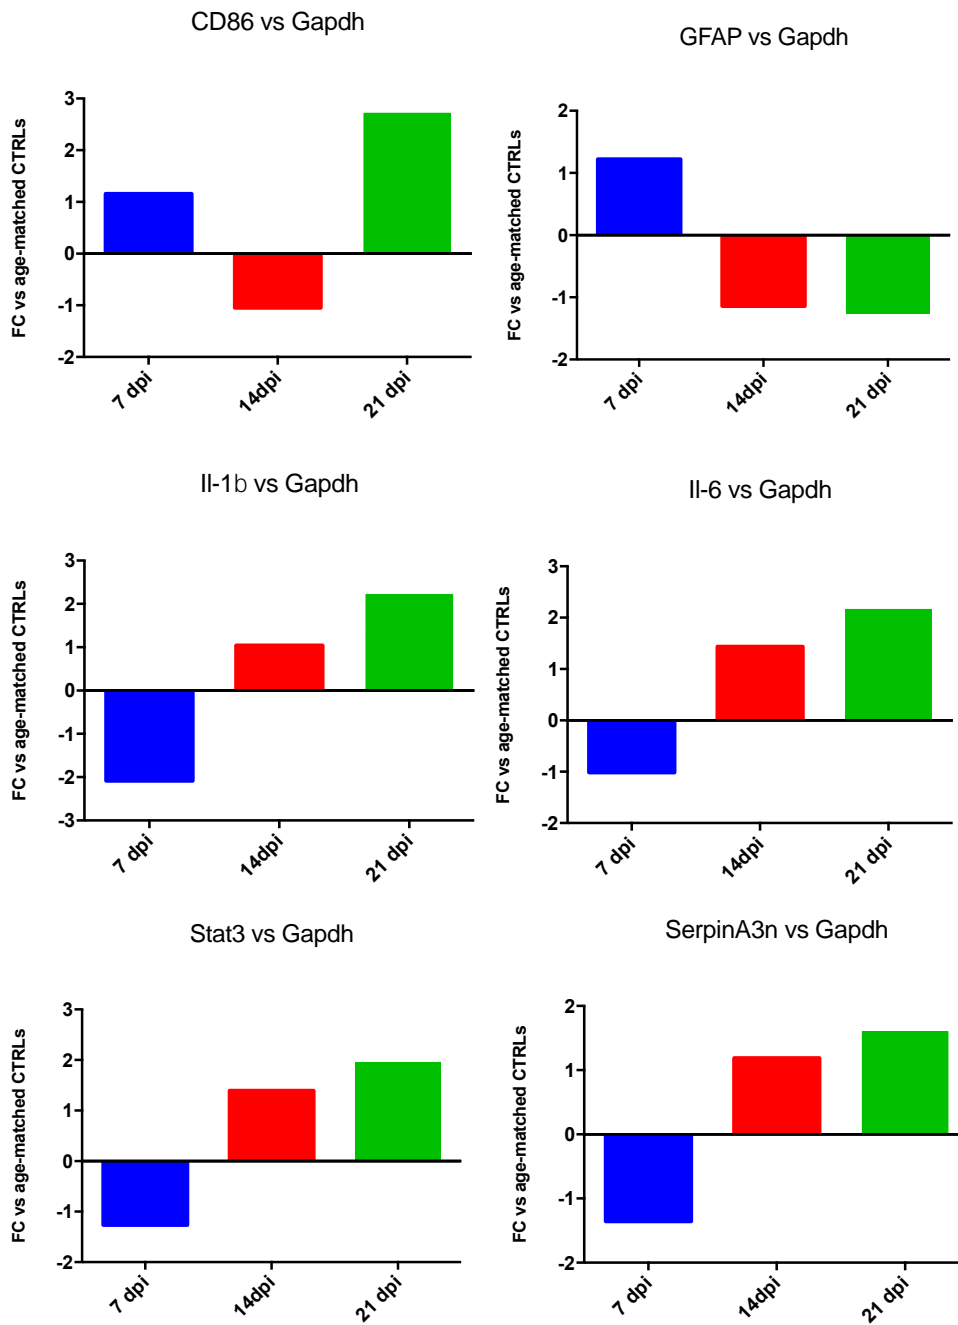 CD86 vs Gapdh
FC vs age-matched CTRLs
3
2
1
0
-1
-2
7 dpi
14dpi
21 dpi
GFAP vs Gapdh
FC vs age-matched CTRLs
2
1
0
-1
-2
7 dpi
14dpi
21 dpi
Il-1b vs Gapdh
FC vs age-matched CTRLs
3
2
1
0
-1
-2
-3
7 dpi
14dpi
21 dpi
Il-6 vs Gapdh
FC vs age-matched CTRLs
3
2
1
0
-1
-2
7 dpi
14dpi
21 dpi
Stat3 vs Gapdh
FC vs age-matched CTRLs
3
2
1
0
-1
-2
7 dpi
14dpi
21 dpi
SerpinA3n vs Gapdh
FC vs age-matched CTRLs
2
1
0
-1
-2
7 dpi
14dpi
21 dpi